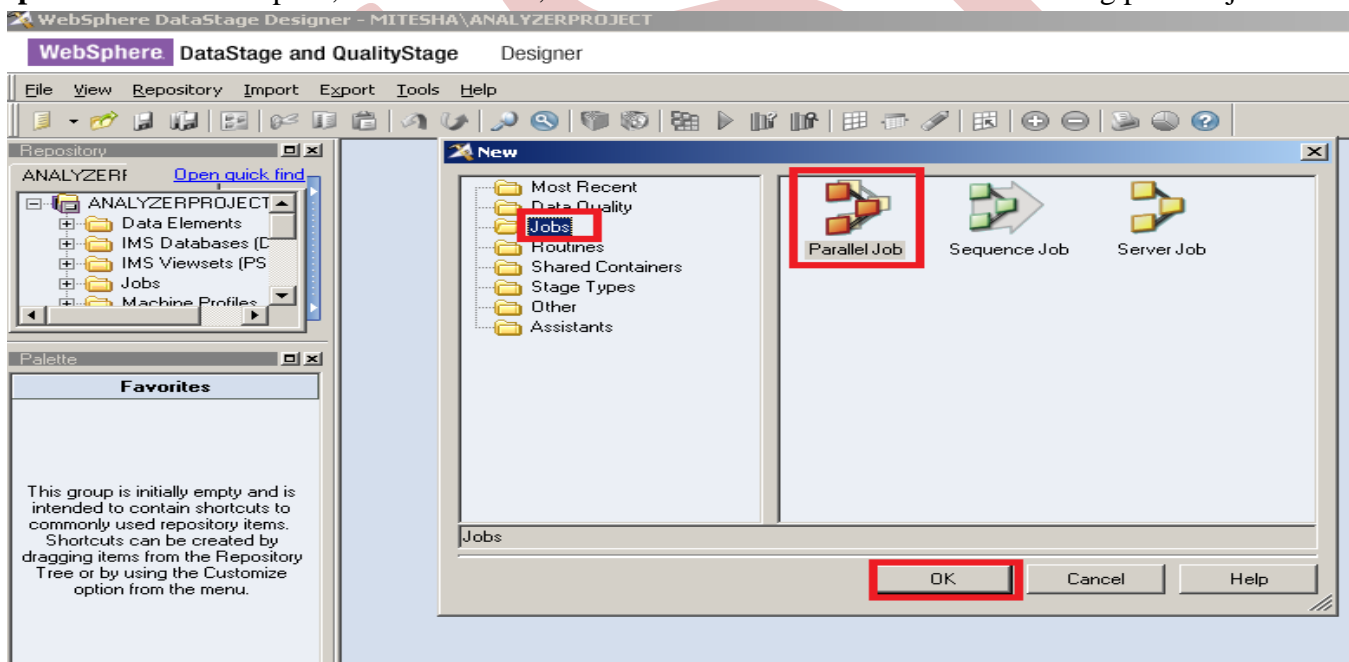 WebSphere DataStage Designer - MITESHA\ANALYZERPROJECT
WebSphere. DataStage and QualityStage Designer
File View Repository Import Export Tools Help
Repository
ANALYZERF Open quick find
ANALYZERPROJECT
Data Elements
IMS Databases (D
IMS Viewsets (PS
Jobs
Machine Profiles
Palette
Favorites
This group is initially empty and is
intended to contain shortcuts to
commonly used repository items.
Shortcuts can be created by
dragging items from the Repository
Tree or by using the Customize
option from the menu.
New
Most Recent
Data Quality
Jobs
Routines
Shared Containers
Stage Types
Other
Assistants
Parallel Job Sequence Job Server Job
Jobs
OK Cancel Help